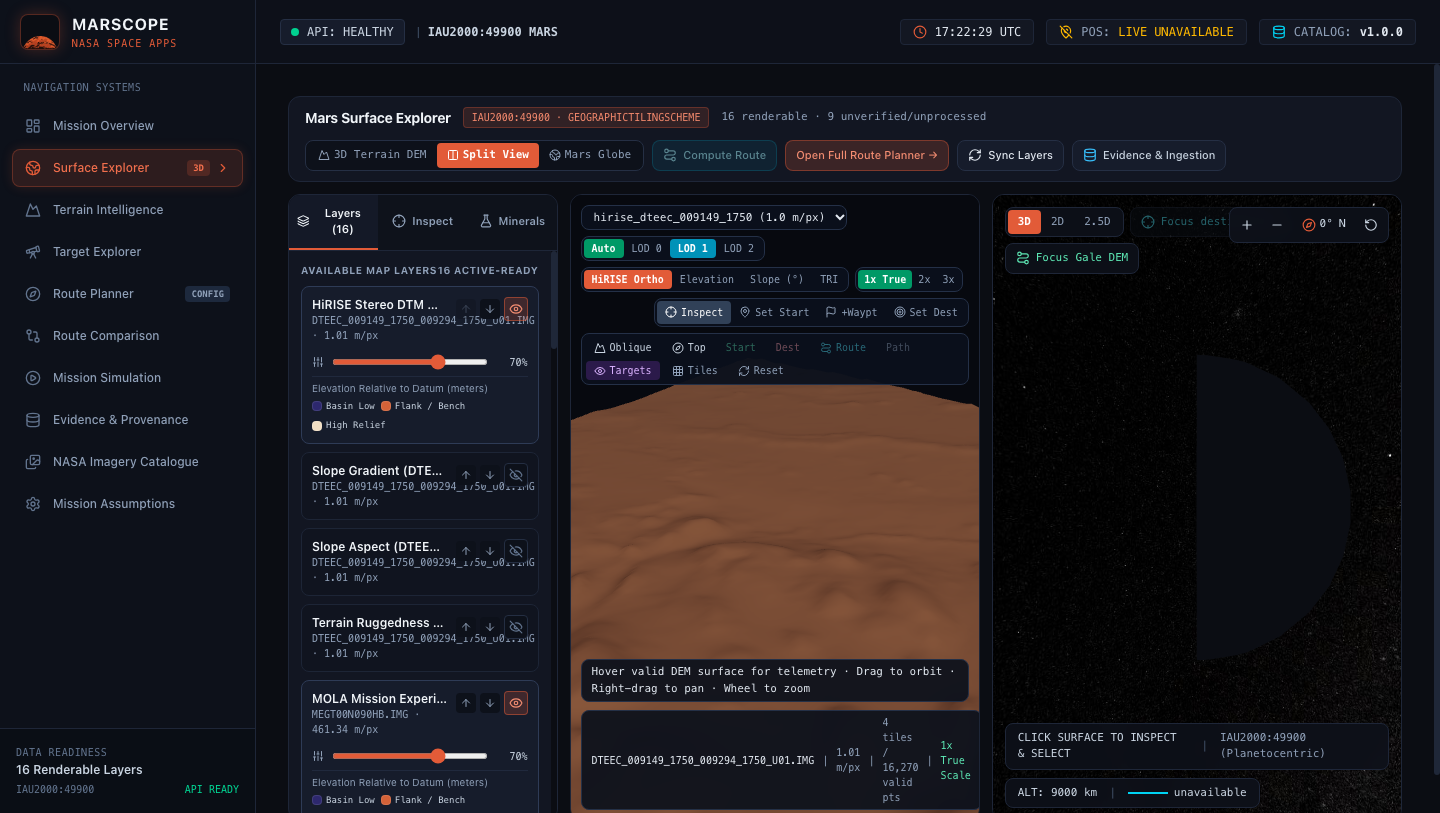 MARSCOPE
NASA SPACE APPS
NAVIGATION SYSTEMS
Mission Overview
Surface Explorer 3D
Terrain Intelligence
Target Explorer
Route Planner CONFIG
Route Comparison
Mission Simulation
Evidence & Provenance
NASA Imagery Catalogue
Mission Assumptions
DATA READINESS
16 Renderable Layers
IAU2000:49900 API READY
API: HEALTHY | IAU2000:49900 MARS
17:22:29 UTC
POS: LIVE UNAVAILABLE
CATALOG: v1.0.0
Mars Surface Explorer IAU2000:49900 · GEOGRAPHICTILINGSCHEME 16 renderable · 9 unverified/unprocessed
3D Terrain DEM Split View Mars Globe Compute Route Open Full Route Planner → Sync Layers Evidence & Ingestion
Layers (16) Inspect Minerals
AVAILABLE MAP LAYERS 16 ACTIVE-READY
HiRISE Stereo DTM ...
DTEEC_009149_1750_009294_1750_U01.IMG
· 1.01 m/px
70%
Elevation Relative to Datum (meters)
Basin Low Flank / Bench
High Relief
Slope Gradient (DTE...
DTEEC_009149_1750_009294_1750_U01.IMG
· 1.01 m/px
Slope Aspect (DTEE...
DTEEC_009149_1750_009294_1750_U01.IMG
· 1.01 m/px
Terrain Ruggedness ...
DTEEC_009149_1750_009294_1750_U01.IMG
· 1.01 m/px
MOLA Mission Experi...
MEGT00N090HB.IMG ·
461.34 m/px
70%
Elevation Relative to Datum (meters)
Basin Low Flank / Bench
hirise_dteec_009149_1750 (1.0 m/px)
Auto LOD 0 LOD 1 LOD 2
HiRISE Ortho Elevation Slope (°) TRI 1x True 2x 3x
Inspect Set Start +Waypt Set Dest
Oblique Top Start Dest Route Path
Targets Tiles Reset
Hover valid DEM surface for telemetry · Drag to orbit ·
Right–drag to pan · Wheel to zoom
DTEEC_009149_1750_009294_1750_U01.IMG | 1.01 m/px | 4 tiles / 16,270 valid pts | 1x True Scale
3D 2D 2.5D Focus dest
0° N
Focus Gale DEM
CLICK SURFACE TO INSPECT & SELECT | IAU2000:49900 (Planetocentric)
ALT: 9000 km | unavailable